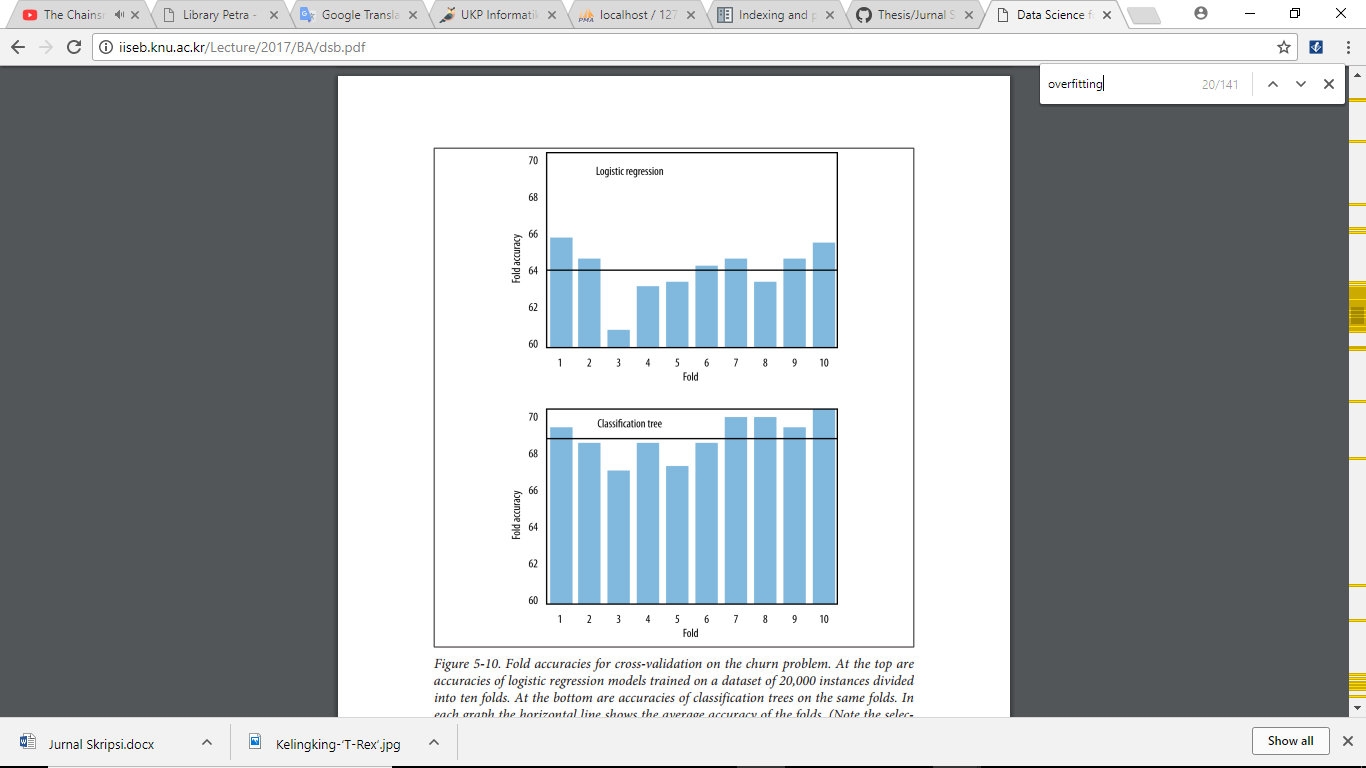 The Chains
Library Petra -
Google Transla
UKP Informati
localhost / 127
Indexing and p
Thesis/Jurnal S
Data Science f
iiseb.knu.ac.kr/Lecture/2017/BA/dsb.pdf
overfitting 20/141
Logistic regression
70
68
66
64
62
60
Fold accuracy
1 2 3 4 5 6 7 8 9 10
Fold
Classification tree
70
68
66
64
62
60
Fold accuracy
1 2 3 4 5 6 7 8 9 10
Fold
Figure 5-10. Fold accuracies for cross-validation on the churn problem. At the top are
accuracies of logistic regression models trained on a dataset of 20,000 instances divided
into ten folds. At the bottom are accuracies of classification trees on the same folds. In
each graph the horizontal line shows the average accuracy of the folds. (Note the selec-
Jurnal Skripsi.docx
Kelingking-'T-Rex'.jpg
Show all